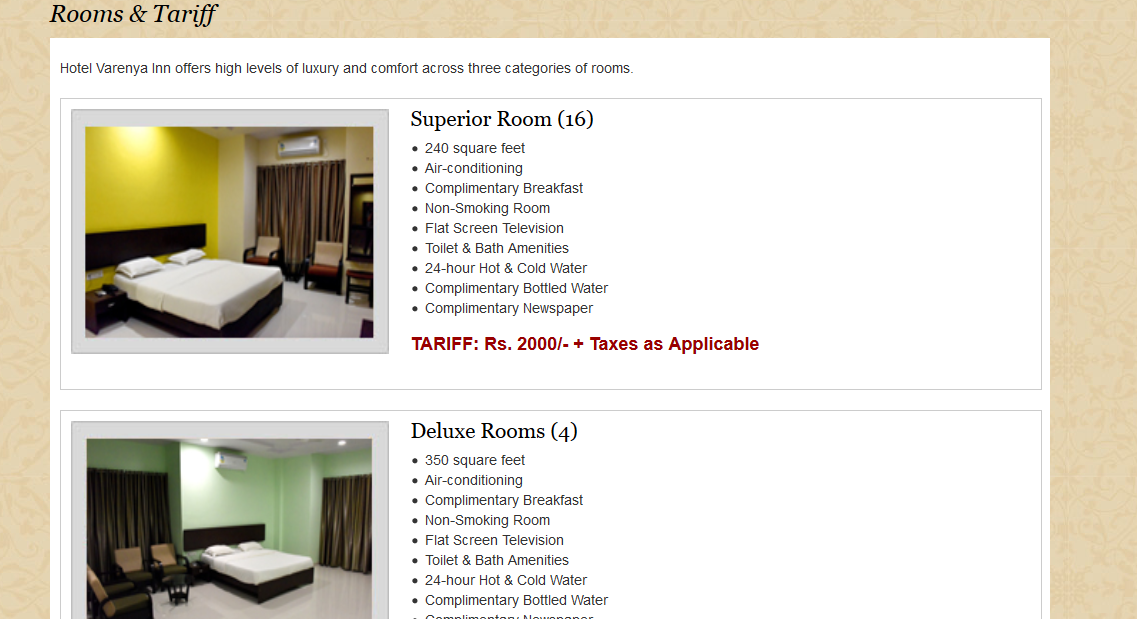 Rooms & Tariff
Hotel Varenya Inn offers high levels of luxury and comfort across three categories of rooms.
Superior Room (16)
240 square feet
Air-conditioning
Complimentary Breakfast
Non-Smoking Room
Flat Screen Television
Toilet & Bath Amenities
24-hour Hot & Cold Water
Complimentary Bottled Water
Complimentary Newspaper
TARIFF: Rs. 2000/- + Taxes as Applicable
Deluxe Rooms (4)
350 square feet
Air-conditioning
Complimentary Breakfast
Non-Smoking Room
Flat Screen Television
Toilet & Bath Amenities
24-hour Hot & Cold Water
Complimentary Bottled Water
Complimentary Newspaper